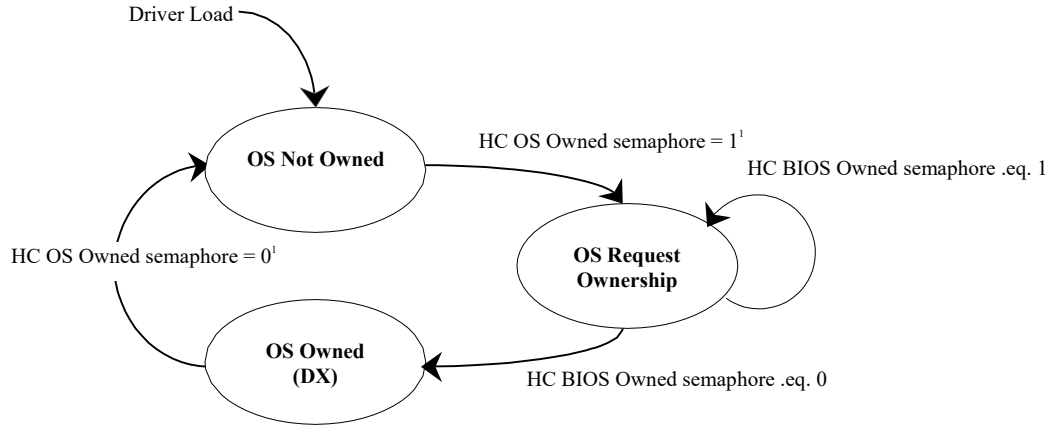 Driver Load
OS Not Owned
HC OS Owned semaphore = 1¹
HC BIOS Owned semaphore .eq. 1
HC OS Owned semaphore = 0¹
OS Request
Ownership
OS Owned
(DX)
HC BIOS Owned semaphore .eq. 0